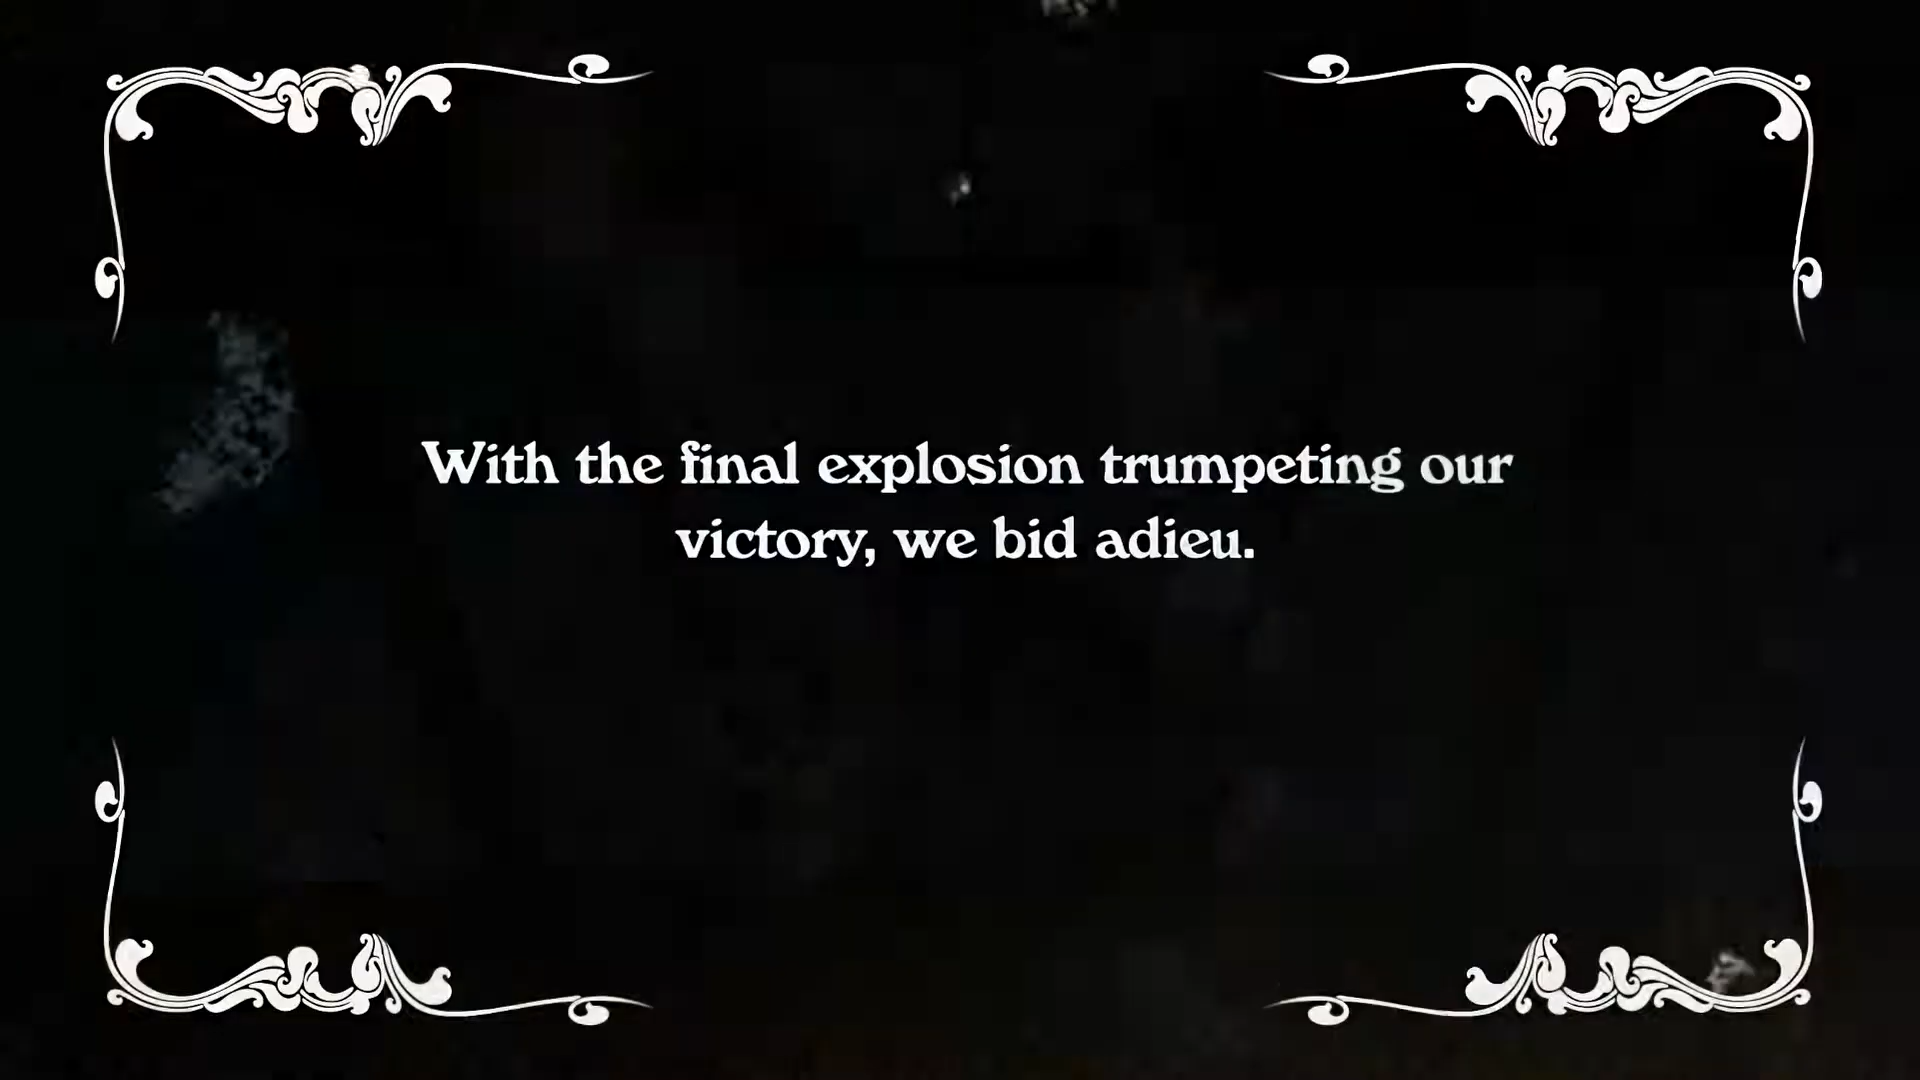 With the final explosion trumpeting our
victory, we bid adieu.